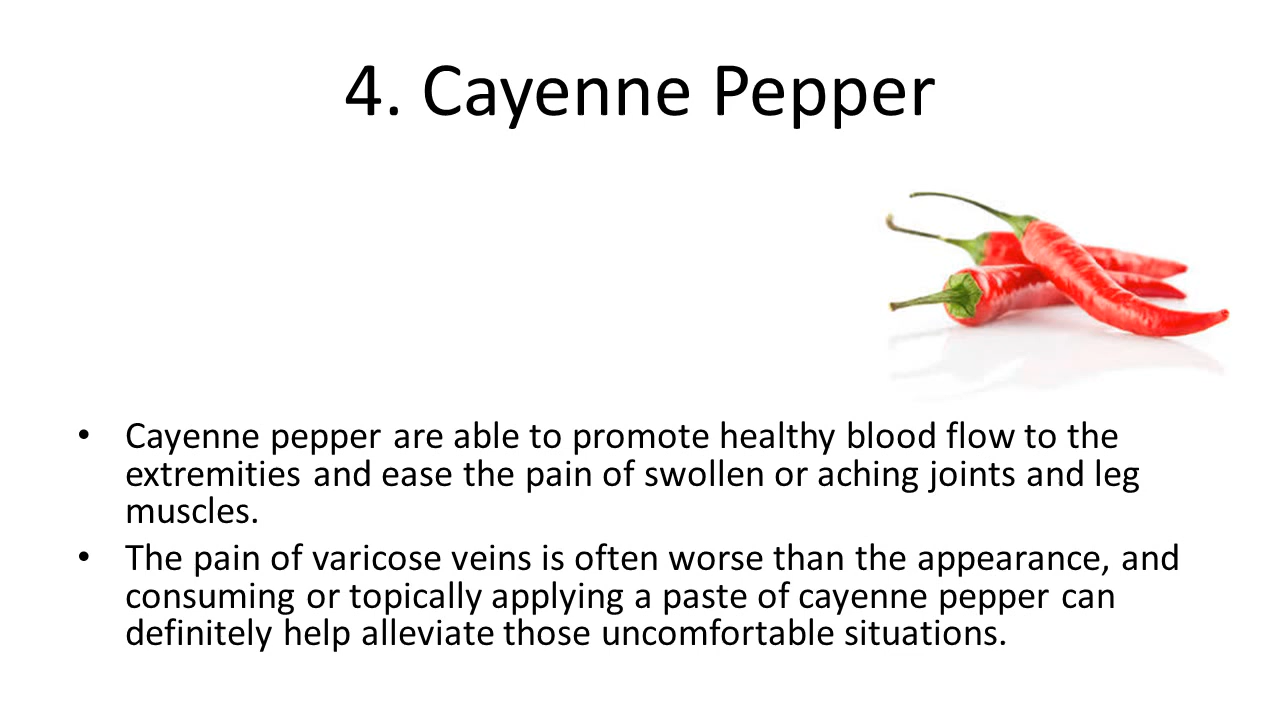 4. Cayenne Pepper
• Cayenne pepper are able to promote healthy blood flow to the
extremities and ease the pain of swollen or aching joints and leg
muscles.
• The pain of varicose veins is often worse than the appearance, and
consuming or topically applying a paste of cayenne pepper can
definitely help alleviate those uncomfortable situations.